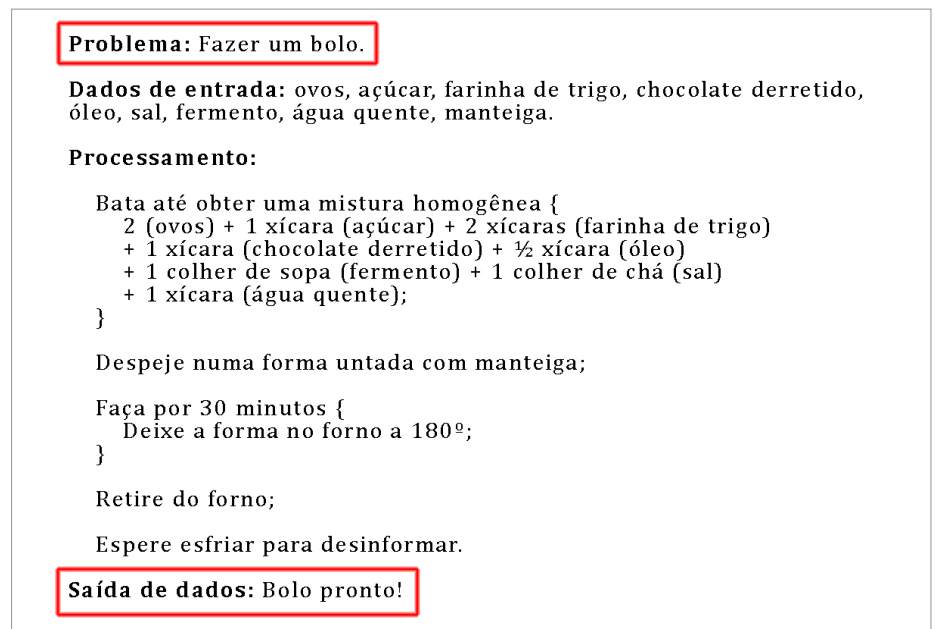 Problema: Fazer um bolo.
Dados de entrada: ovos, açúcar, farinha de trigo, chocolate derretido,
óleo, sal, fermento, água quente, manteiga.
Processamento:
Bata até obter uma mistura homogênea {
2 (ovos) + 1 xícara (açúcar) + 2 xícaras (farinha de trigo)
+ 1 xícara (chocolate derretido) + ½ xícara (óleo)
+ 1 colher de sopa (fermento) + 1 colher de chá (sal)
+ 1 xícara (água quente);
}
Despeje numa forma untada com manteiga;
Faça por 30 minutos {
Deixe a forma no forno a 180º;
}
Retire do forno;
Espere esfriar para desinformar.
Saída de dados: Bolo pronto!